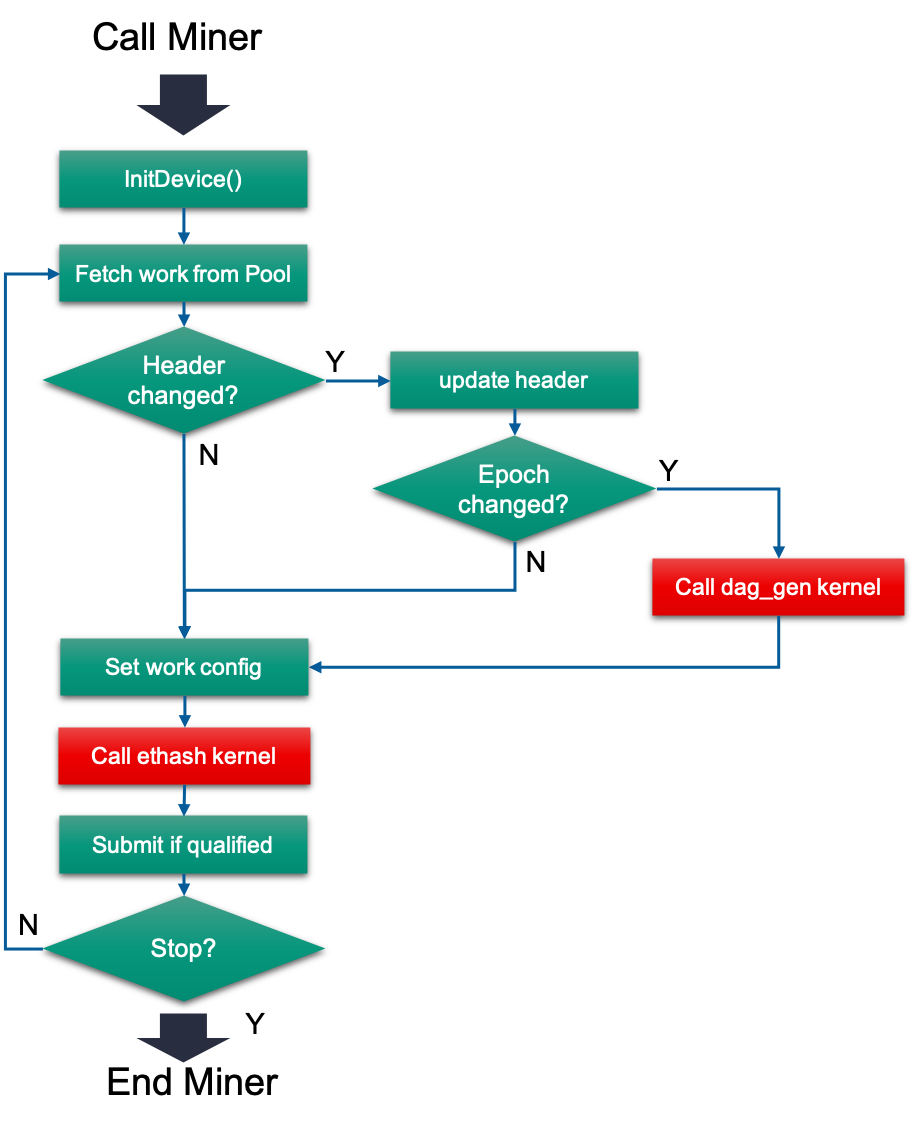 Call Miner
InitDevice()
Fetch work from Pool
Header
changed?
Y
update header
N
Epoch
changed?
Y
N
Call dag_gen kernel
Set work config
Call ethash kernel
Submit if qualified
N
Stop?
Y
End Miner